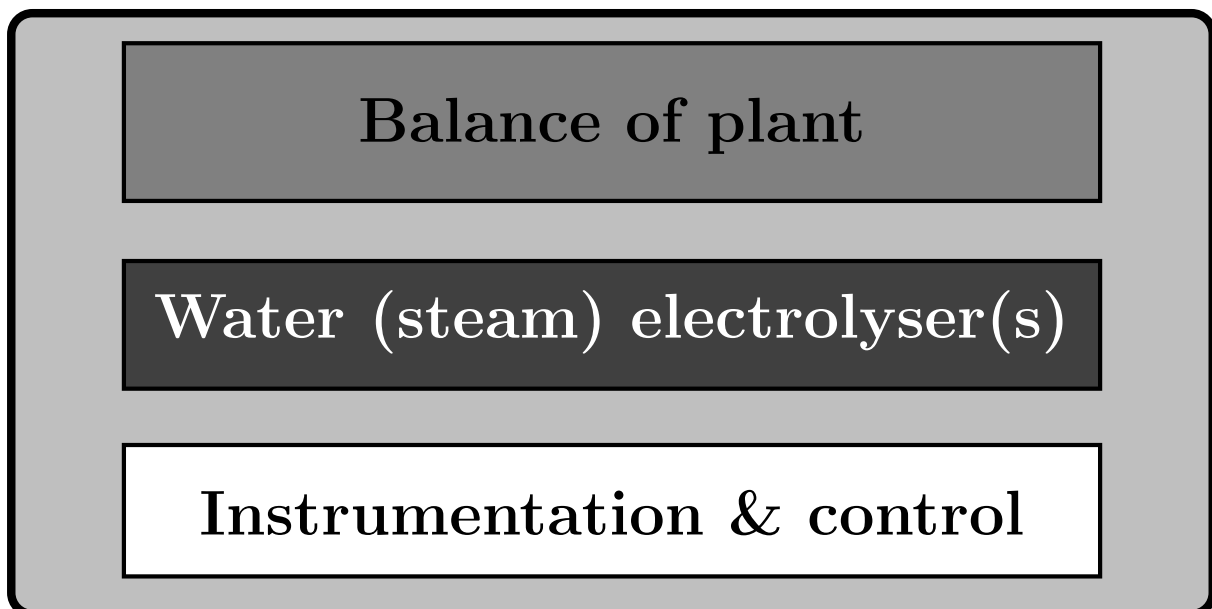 Balance of plant
Water (steam) electrolyser(s)
Instrumentation & control